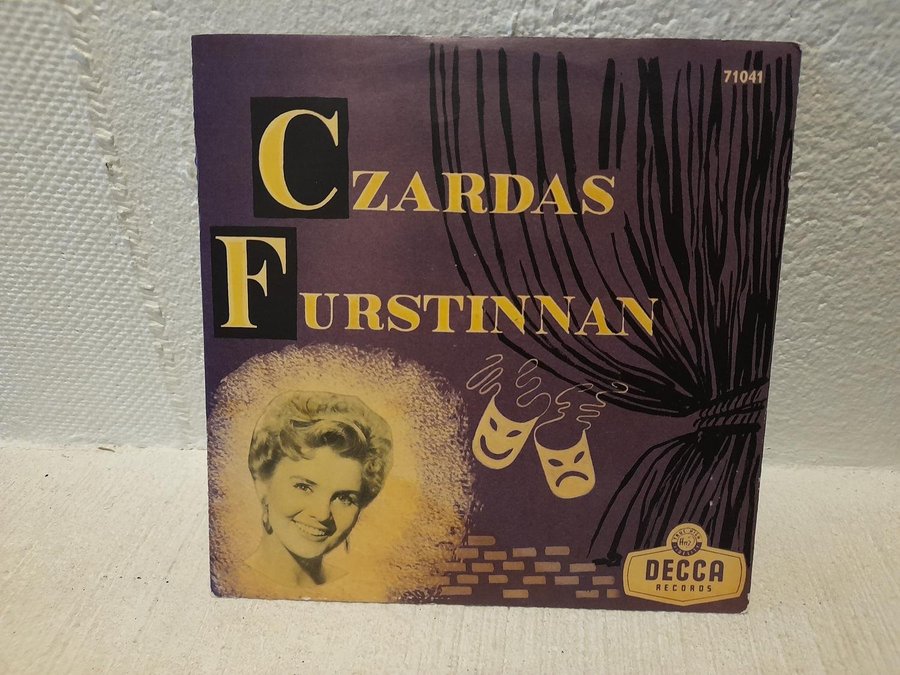 71041
CZARDAS
FURSTINNAN
DECCA
RECORDS